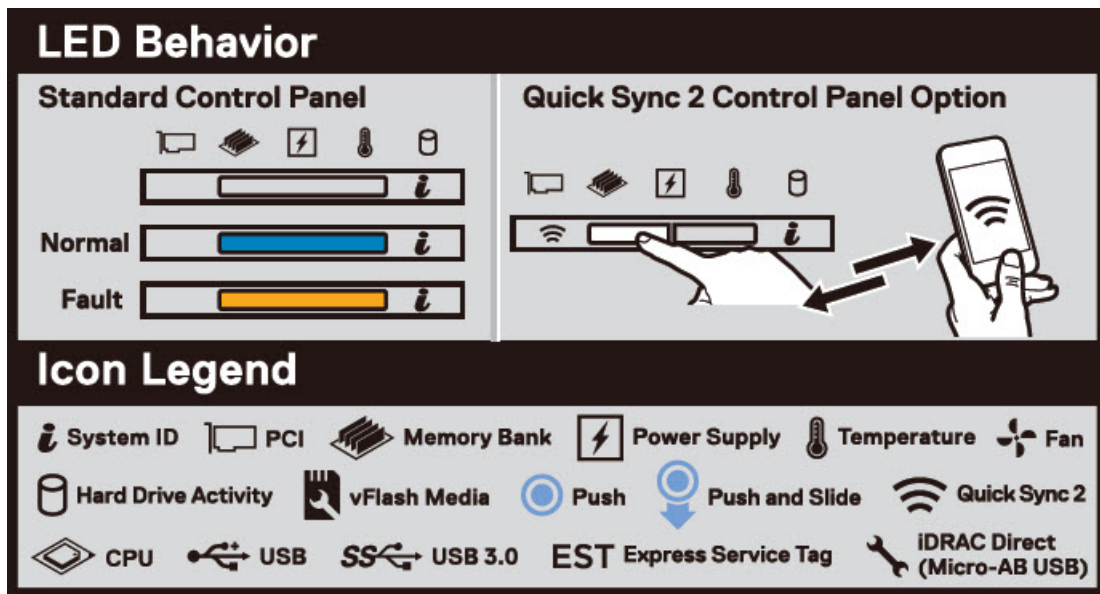 LED Behavior
Standard Control Panel
Quick Sync 2 Control Panel Option
i
Normal i
Fault i
i
Icon Legend
i System ID PCI Memory Bank Power Supply Temperature Fan
Hard Drive Activity vFlash Media Push Push and Slide Quick Sync 2
CPU USB SS USB 3.0 EST Express Service Tag iDRAC Direct
(Micro-AB USB)